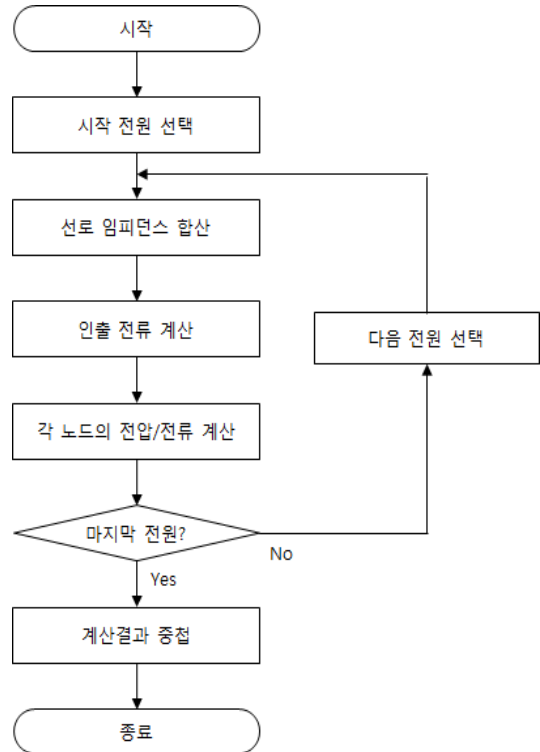 시작
시작 전원 선택
선로 임피던스 합산
인출 전류 계산
다음 전원 선택
각 노드의 전압/전류 계산
마지막 전원?
No
Yes
계산결과 중첩
종료